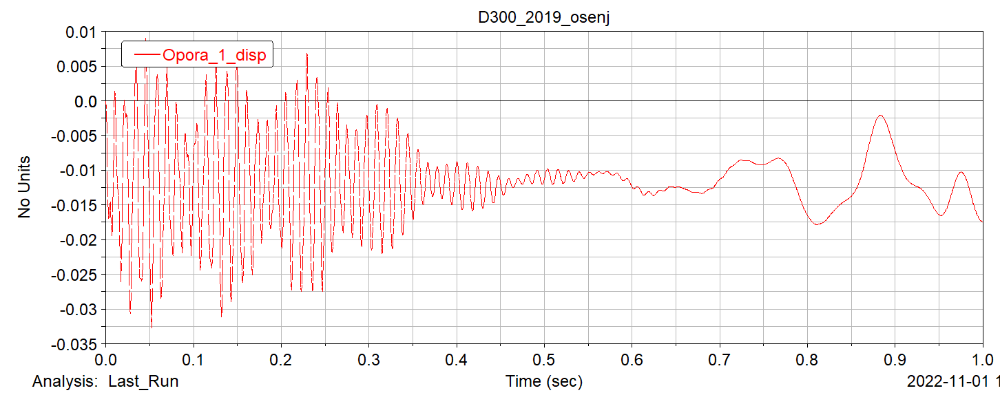 D300_2019_osenj
Opora_1_disp
0.01
0.005
0.0
-0.005
-0.01
-0.015
-0.02
-0.025
-0.03
-0.035
No Units
0.0 0.1 0.2 0.3 0.4 0.5 0.6 0.7 0.8 0.9 1.0
Analysis: Last_Run Time (sec) 2022-11-01 1